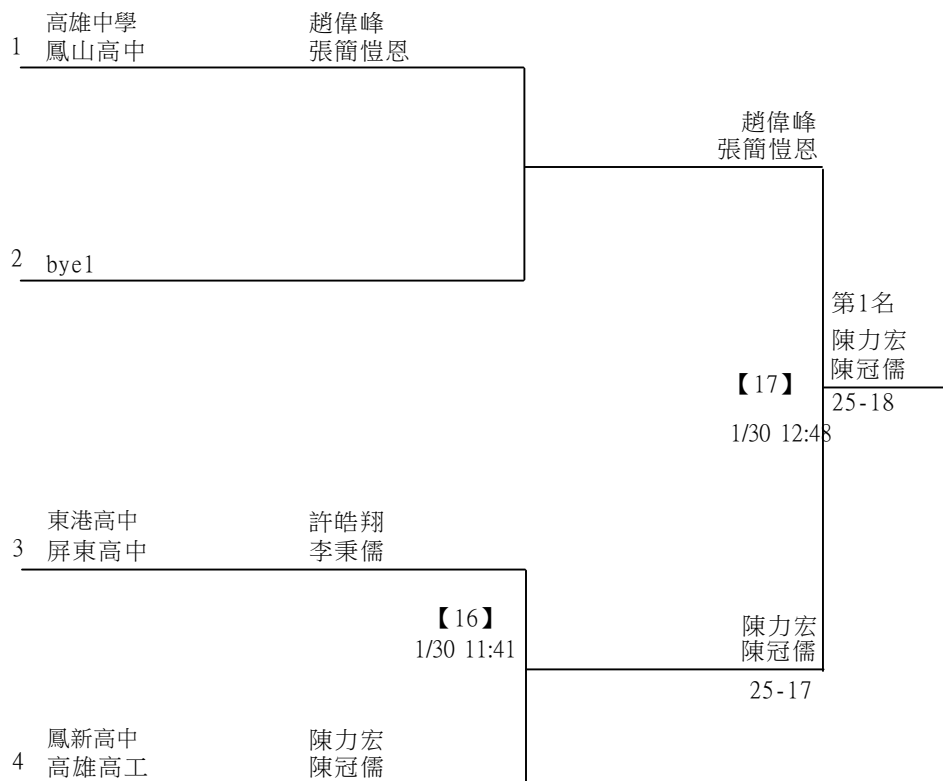 高雄中學 趙偉峰
1 鳳山高中 張簡愷恩
趙偉峰
張簡愷恩
2 bye1
第1名
陳力宏
陳冠儒
【17】
25-18
1/30 12:48
東港高中 許皓翔
3 屏東高中 李秉儒
【16】
1/30 11:41
陳力宏
陳冠儒
25-17
鳳新高中 陳力宏
4 高雄高工 陳冠儒